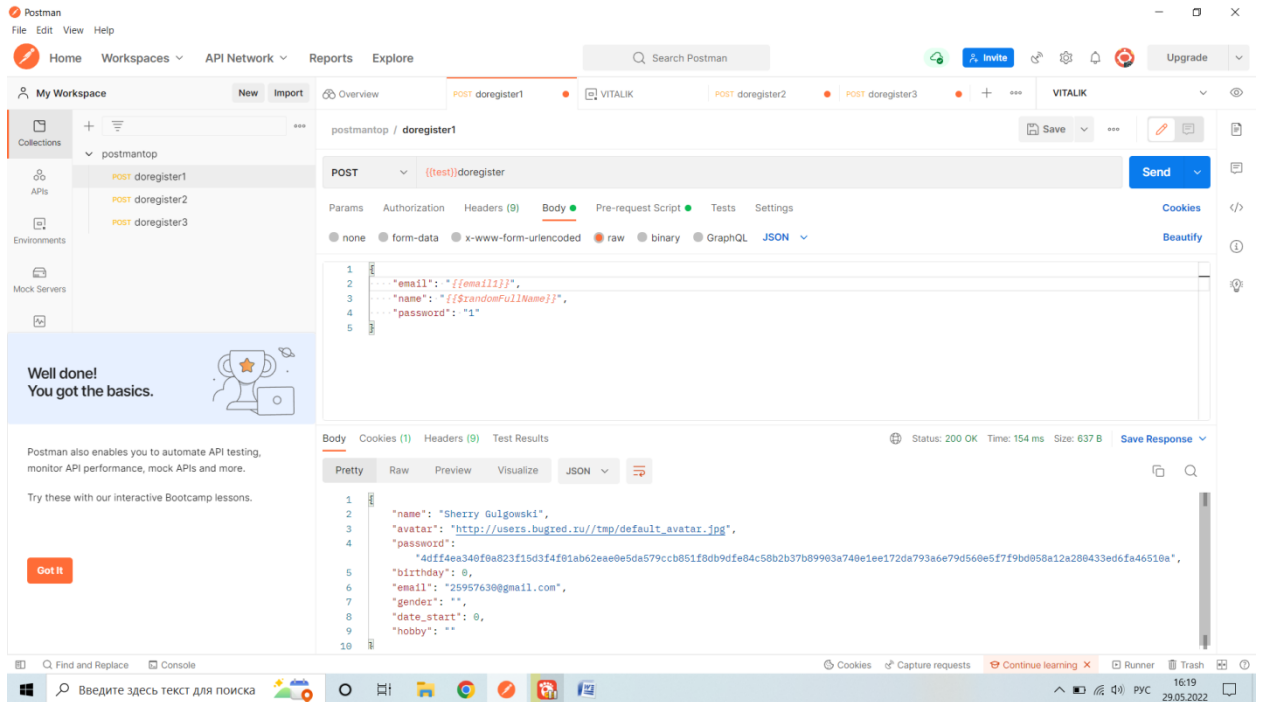 Postman
File Edit View Help
Home Workspaces API Network Reports Explore Search Postman Invite Upgrade
My Workspace New Import Overview POST doregister1 VITALIK POST doregister2 POST doregister3 VITALIK
Collections
APIs
Environments
Mock Servers
postmantop
POST doregister1
POST doregister2
POST doregister3
Well done!
You got the basics.
Postman also enables you to automate API testing,
monitor API performance, mock APIs and more.
Try these with our interactive Bootcamp lessons.
Got It
postmantop / doregister1 Save
POST {{test}}doregister Send
Params Authorization Headers (9) Body Pre-request Script Tests Settings Cookies
none form-data x-www-form-urlencoded raw binary GraphQL JSON Beautify
1 {
2 "email": "{{email1}}",
3 "name": "{{$randomFullName}}",
4 "password": "1"
5 }
Body Cookies (1) Headers (9) Test Results Status: 200 OK Time: 154 ms Size: 637 B Save Response
Pretty Raw Preview Visualize JSON
1 {
2 "name": "Sherry Gulgowski",
3 "avatar": "http://users.bugred.ru//tmp/default_avatar.jpg",
4 "password":
"4dff4ea340f0a823f15d3f4f01ab62eae0e5da579ccb851f8db9dfe84c58b2b37b89903a740e1ee172da793a6e79d560e5f7f9bd058a12a280433ed6fa46510a",
5 "birthday": 0,
6 "email": "25957630@gmail.com",
7 "gender": "",
8 "date_start": 0,
9 "hobby": ""
10 }
Find and Replace Console Cookies Capture requests Continue learning Runner Trash
Введите здесь текст для поиска РУС 16:19
29.05.2022